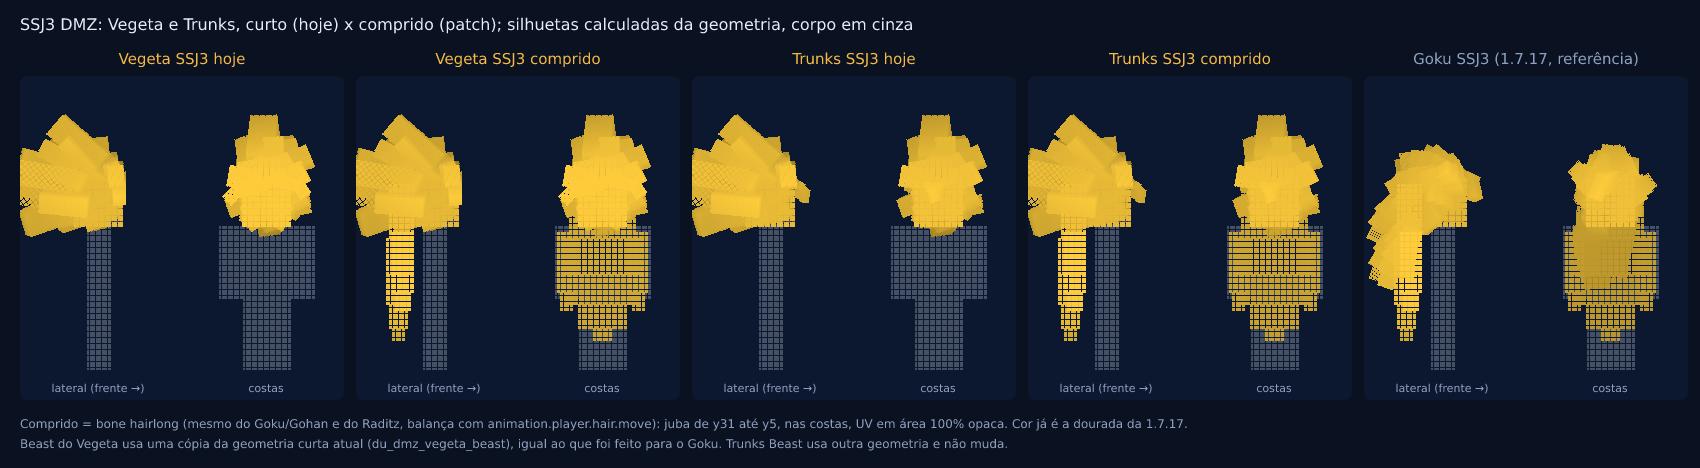 SSJ3 DMZ: Vegeta e Trunks, curto (hoje) x comprido (patch); silhuetas calculadas da geometria, corpo em cinza
Vegeta SSJ3 hoje
Vegeta SSJ3 comprido
Trunks SSJ3 hoje
Trunks SSJ3 comprido
Goku SSJ3 (1.7.17, referência)
lateral (frente →)
costas
lateral (frente →)
costas
lateral (frente →)
costas
lateral (frente →)
costas
lateral (frente →)
costas
Comprido = bone hairlong (mesmo do Goku/Gohan e do Raditz, balança com animation.player.hair.move): juba de y31 até y5, nas costas, UV em área 100% opaca. Cor já é a dourada da 1.7.17.
Beast do Vegeta usa uma cópia da geometria curta atual (du_dmz_vegeta_beast), igual ao que foi feito para o Goku. Trunks Beast usa outra geometria e não muda.